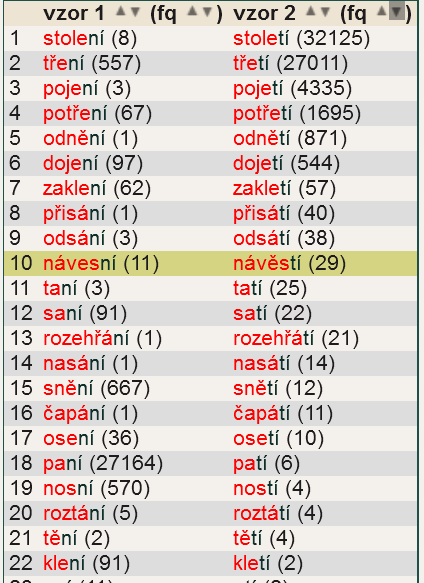 vzor 1 ▲▼ (fq ▲▼) vzor 2 ▲▼ (fq ▲▼)
1 stolení (8) století (32125)
2 tření (557) třetí (27011)
3 pojení (3) pojetí (4335)
4 potření (67) potřetí (1695)
5 odnění (1) odnětí (871)
6 dojení (97) dojetí (544)
7 zaklení (62) zakletí (57)
8 přisání (1) přisátí (40)
9 odsání (3) odsátí (38)
10 návesní (11) návěstí (29)
11 taní (3) tatí (25)
12 saní (91) satí (22)
13 rozehřání (1) rozehřátí (21)
14 nasání (1) nasátí (14)
15 snění (667) snětí (12)
16 čapání (1) čapátí (11)
17 osení (36) osetí (10)
18 paní (27164) patí (6)
19 nosní (570) ností (4)
20 roztání (5) roztátí (4)
21 tění (2) tětí (4)
22 klení (91) kletí (2)